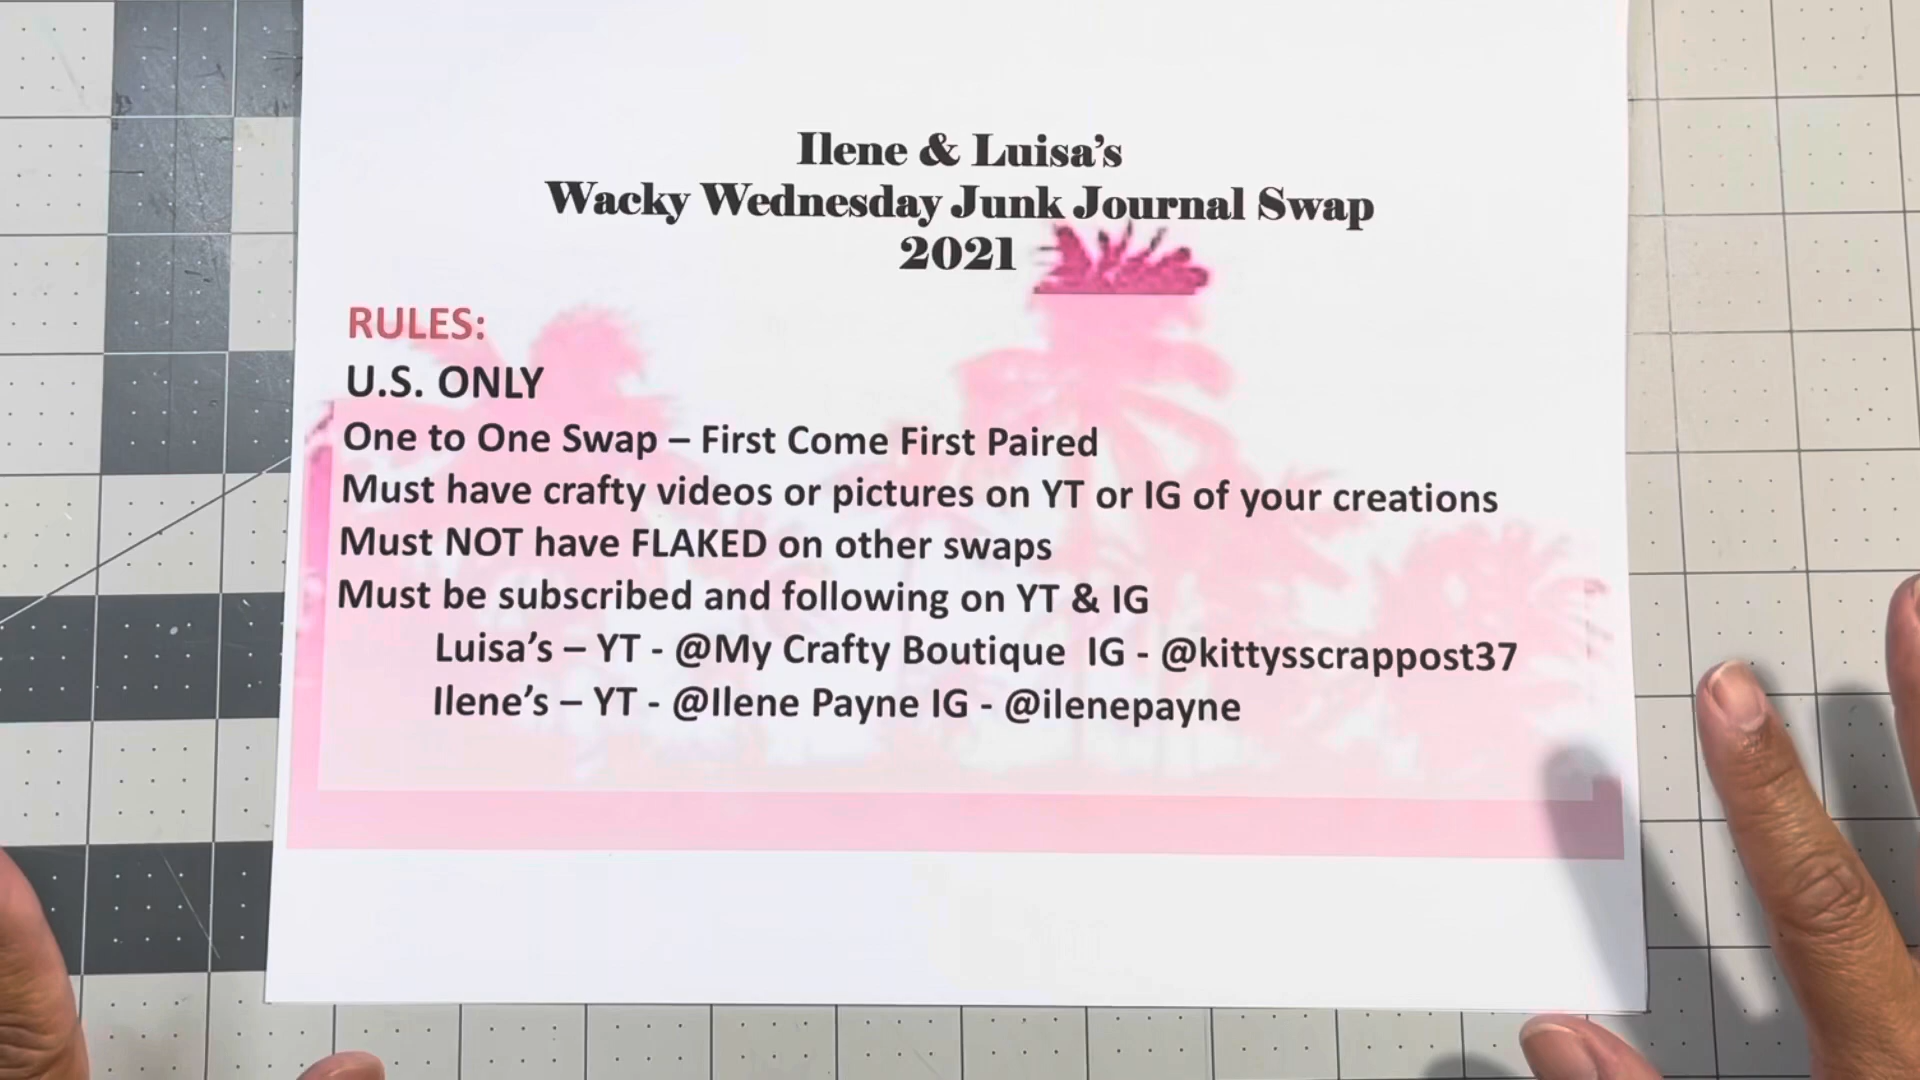 Ilene & Luisa’s
Wacky Wednesday Junk Journal Swap
2021
RULES:
U.S. ONLY
One to One Swap – First Come First Paired
Must have crafty videos or pictures on YT or IG of your creations
Must NOT have FLAKED on other swaps
Must be subscribed and following on YT & IG
Luisa’s – YT - @My Crafty Boutique IG - @kittysscrappost37
Ilene’s – YT - @Ilene Payne IG - @ilenepayne